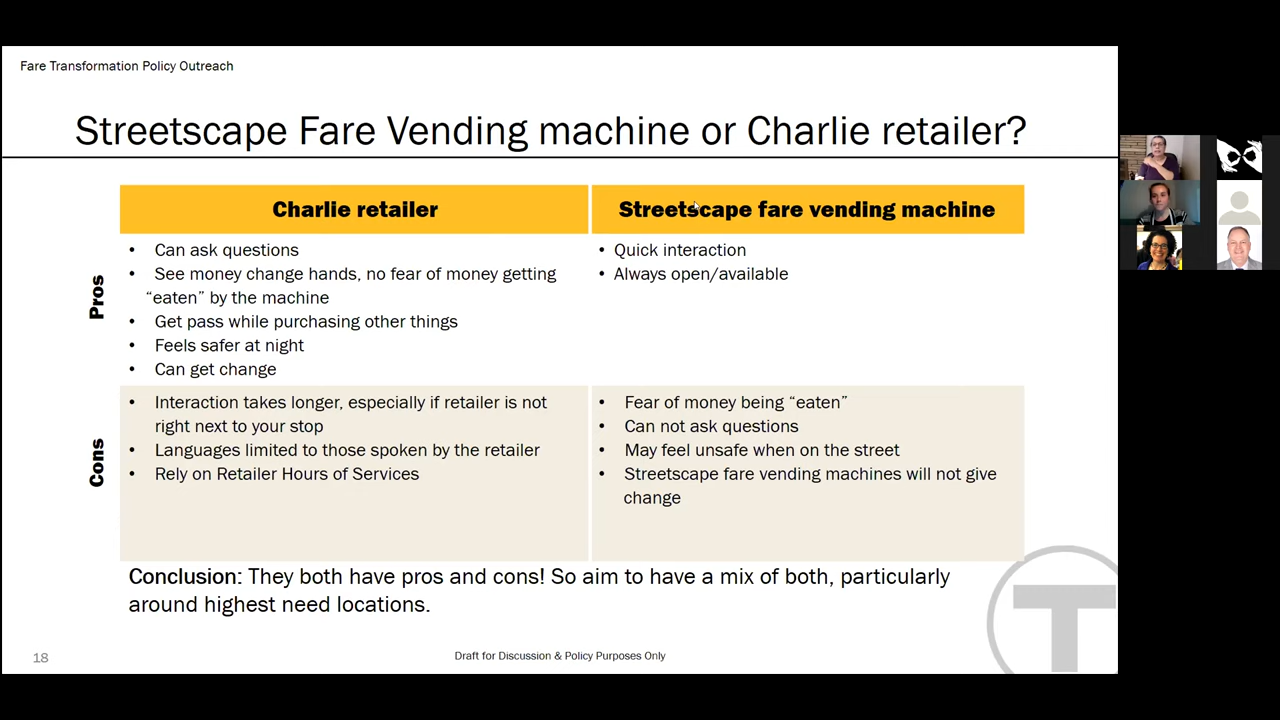 Fare Transformation Policy Outreach
Streetscape Fare Vending machine or Charlie retailer?
Charlie retailer
Streetscape fare vending machine
Pros
• Can ask questions
• See money change hands, no fear of money getting
“eaten” by the machine
• Get pass while purchasing other things
• Feels safer at night
• Can get change
• Quick interaction
• Always open/available
Cons
• Interaction takes longer, especially if retailer is not
right next to your stop
• Languages limited to those spoken by the retailer
• Rely on Retailer Hours of Services
• Fear of money being “eaten”
• Can not ask questions
• May feel unsafe when on the street
• Streetscape fare vending machines will not give
change
Conclusion: They both have pros and cons! So aim to have a mix of both, particularly
around highest need locations.
T
18
Draft for Discussion & Policy Purposes Only